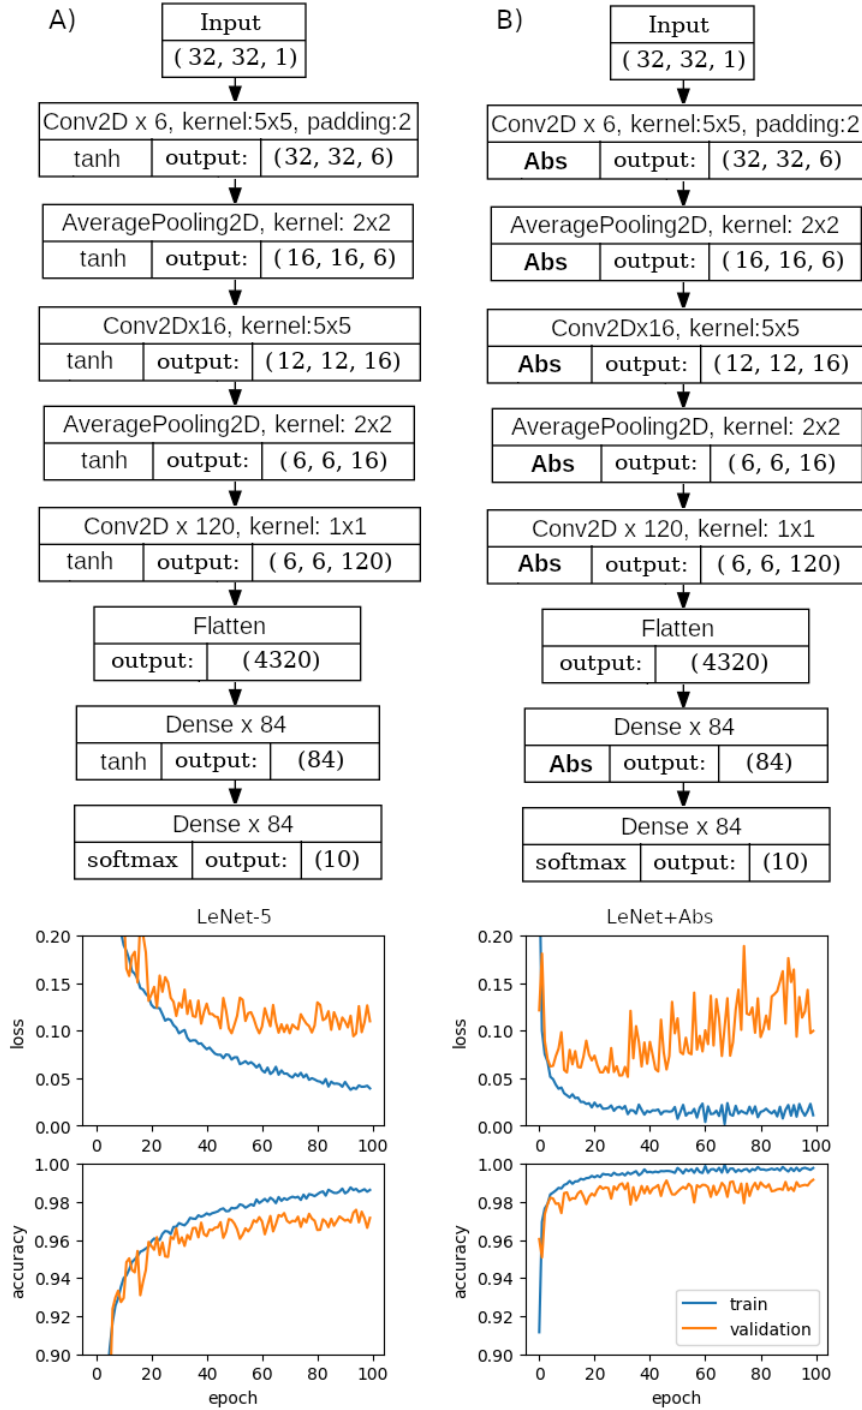 A)
Input
(32, 32, 1)
Conv2D x 6, kernel:5x5, padding:2
tanh output: (32, 32, 6)
AveragePooling2D, kernel: 2x2
tanh output: (16, 16, 6)
Conv2Dx16, kernel:5x5
tanh output: (12, 12, 16)
AveragePooling2D, kernel: 2x2
tanh output: (6, 6, 16)
Conv2D x 120, kernel: 1x1
tanh output: (6, 6, 120)
Flatten
output: (4320)
Dense x 84
tanh output: (84)
Dense x 84
softmax output: (10)
LeNet-5
0.20
0.15
0.10
0.05
0.00
loss
0 20 40 60 80 100
1.00
0.98
0.96
0.94
0.92
0.90
accuracy
0 20 40 60 80 100
epoch
B)
Input
(32, 32, 1)
Conv2D x 6, kernel:5x5, padding:2
Abs output: (32, 32, 6)
AveragePooling2D, kernel: 2x2
Abs output: (16, 16, 6)
Conv2Dx16, kernel:5x5
Abs output: (12, 12, 16)
AveragePooling2D, kernel: 2x2
Abs output: (6, 6, 16)
Conv2D x 120, kernel: 1x1
Abs output: (6, 6, 120)
Flatten
output: (4320)
Dense x 84
Abs output: (84)
Dense x 84
softmax output: (10)
LeNet+Abs
0.20
0.15
0.10
0.05
0.00
loss
0 20 40 60 80 100
1.00
0.98
0.96
0.94
0.92
0.90
accuracy
train
validation
0 20 40 60 80 100
epoch